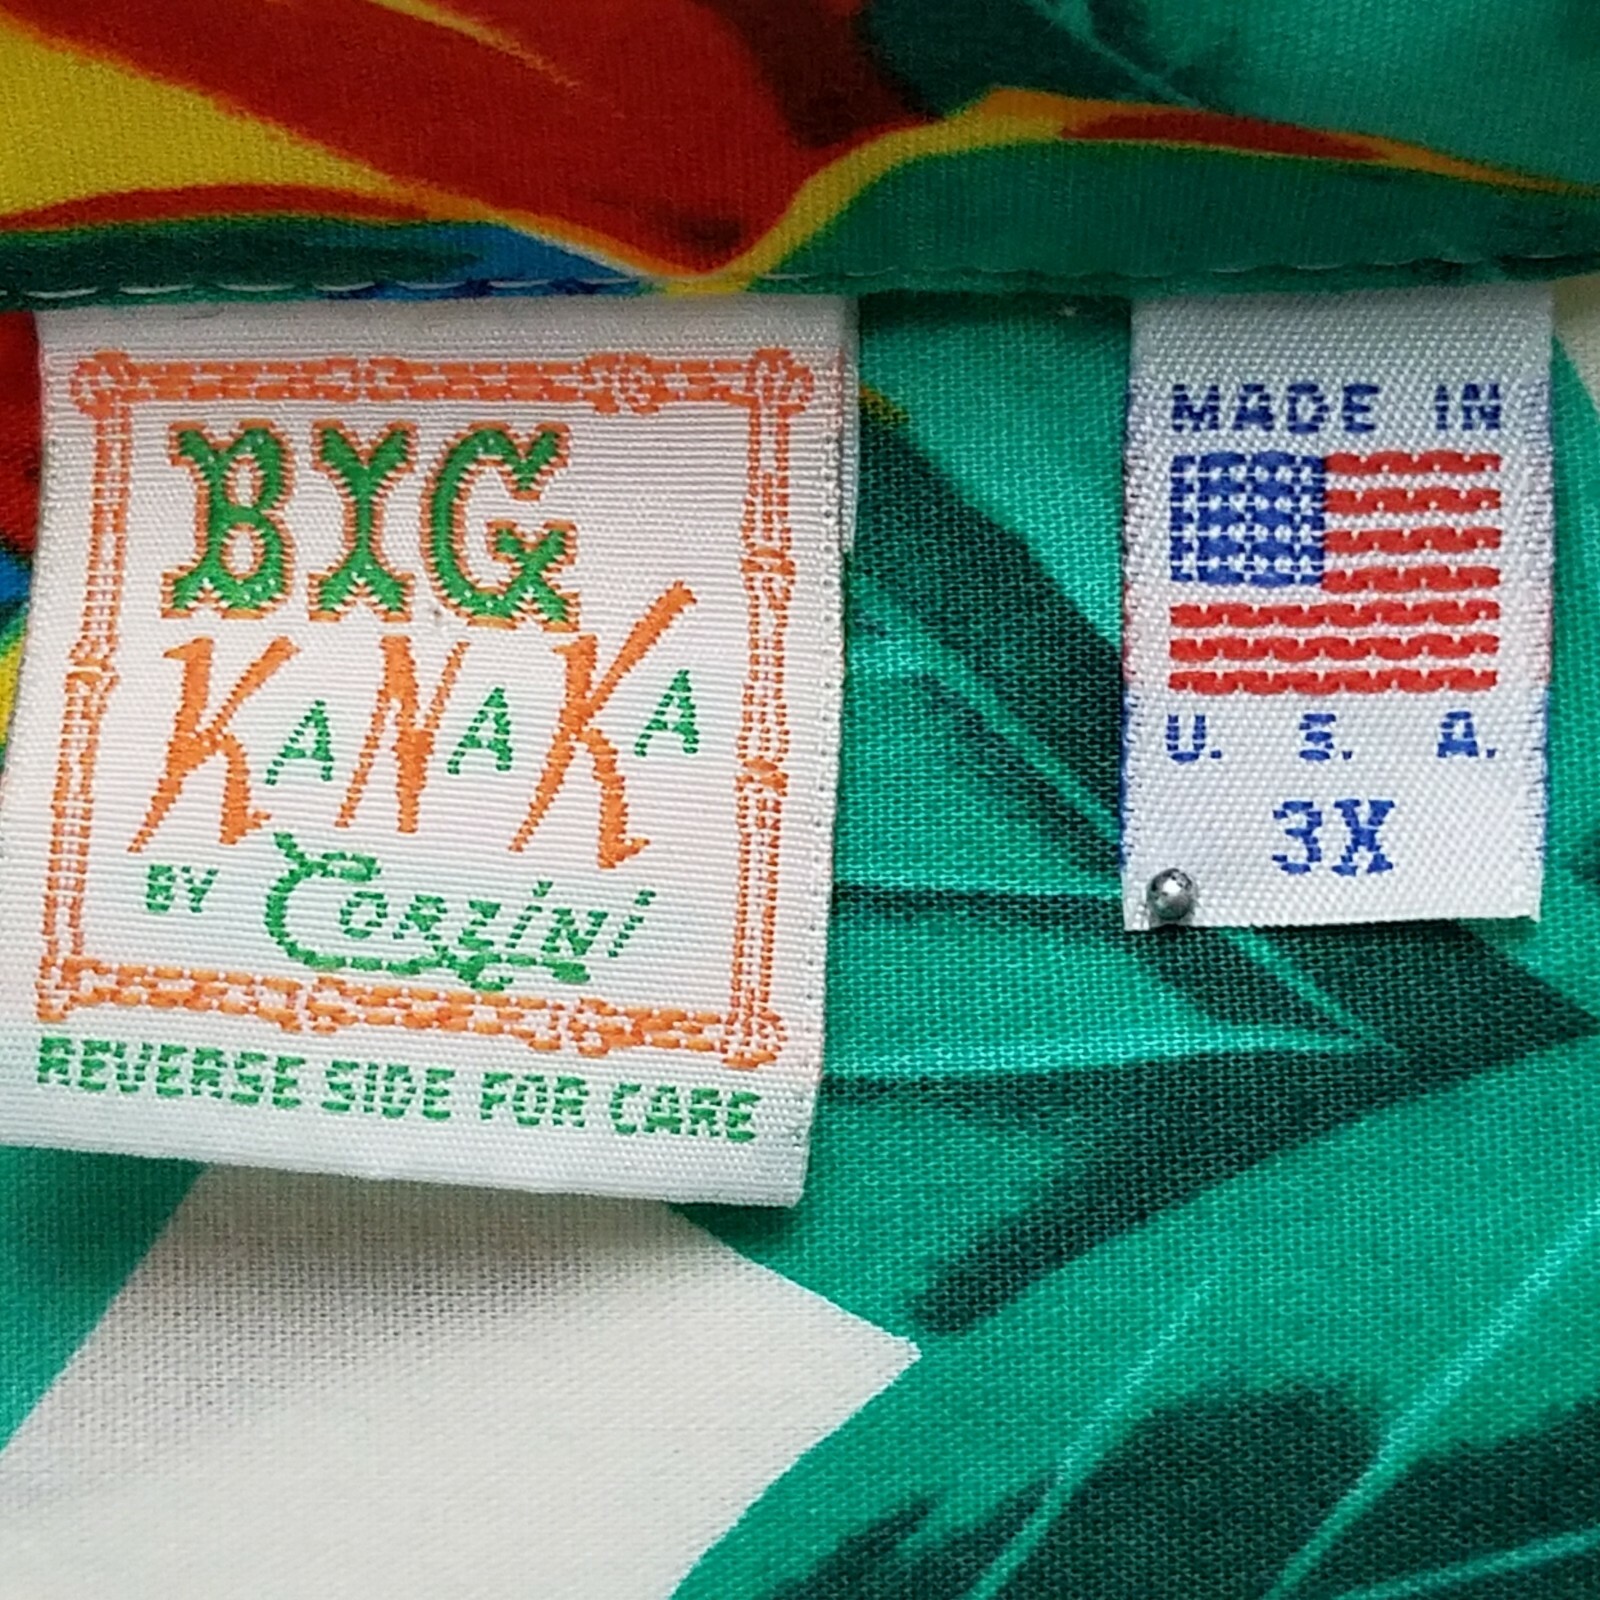 BIG
KANAKA
BY Corzini
REVERSE SIDE FOR CARE
MADE IN
U. S. A.
3X